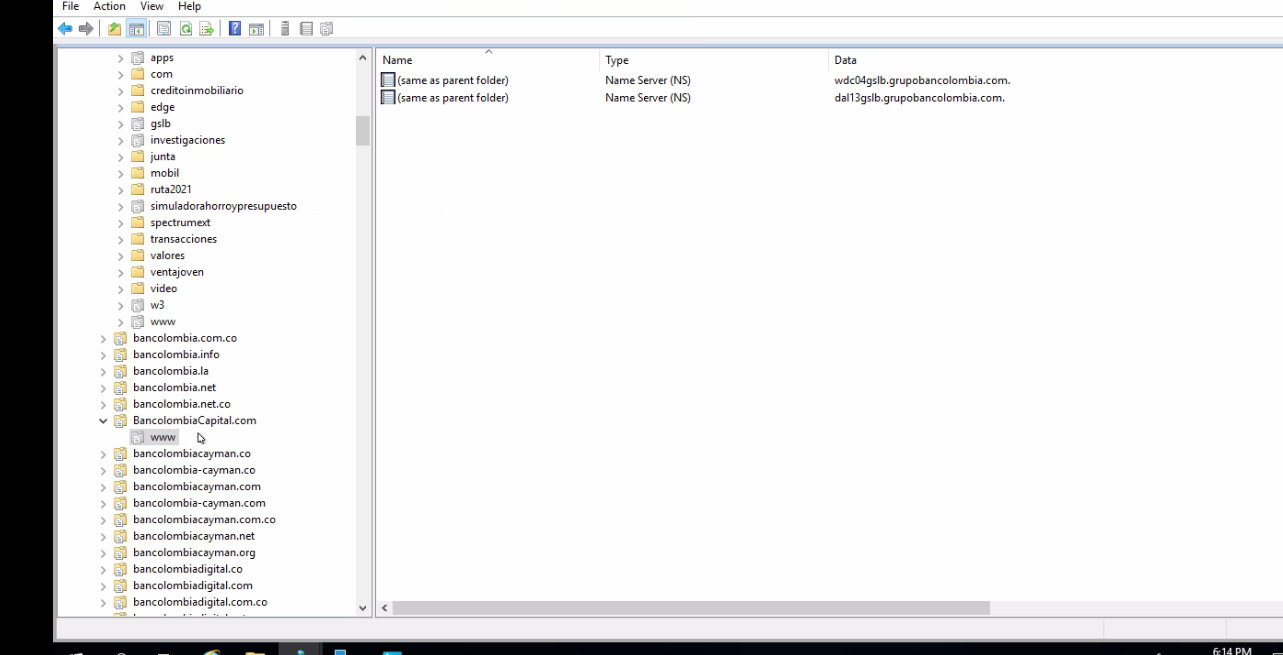 File Action View Help
Name Type Data
apps
com
creditoinmobiliario
edge
gslb
investigaciones
junta
mobil
ruta2021
simuladorahorroypresupuesto
spectrumext
transacciones
valores
ventajoven
video
w3
www
bancolombia.com.co
bancolombia.info
bancolombia.la
bancolombia.net
bancolombia.net.co
BancolombiaCapital.com
www
bancolombiacayman.co
bancolombia-cayman.co
bancolombiacayman.com
bancolombia-cayman.com
bancolombiacayman.com.co
bancolombiacayman.net
bancolombiacayman.org
bancolombiadigital.co
bancolombiadigital.com
bancolombiadigital.com.co
(same as parent folder) Name Server (NS) wdc04gslb.grupobancolombia.com.
(same as parent folder) Name Server (NS) dal13gslb.grupobancolombia.com.
6:14 PM